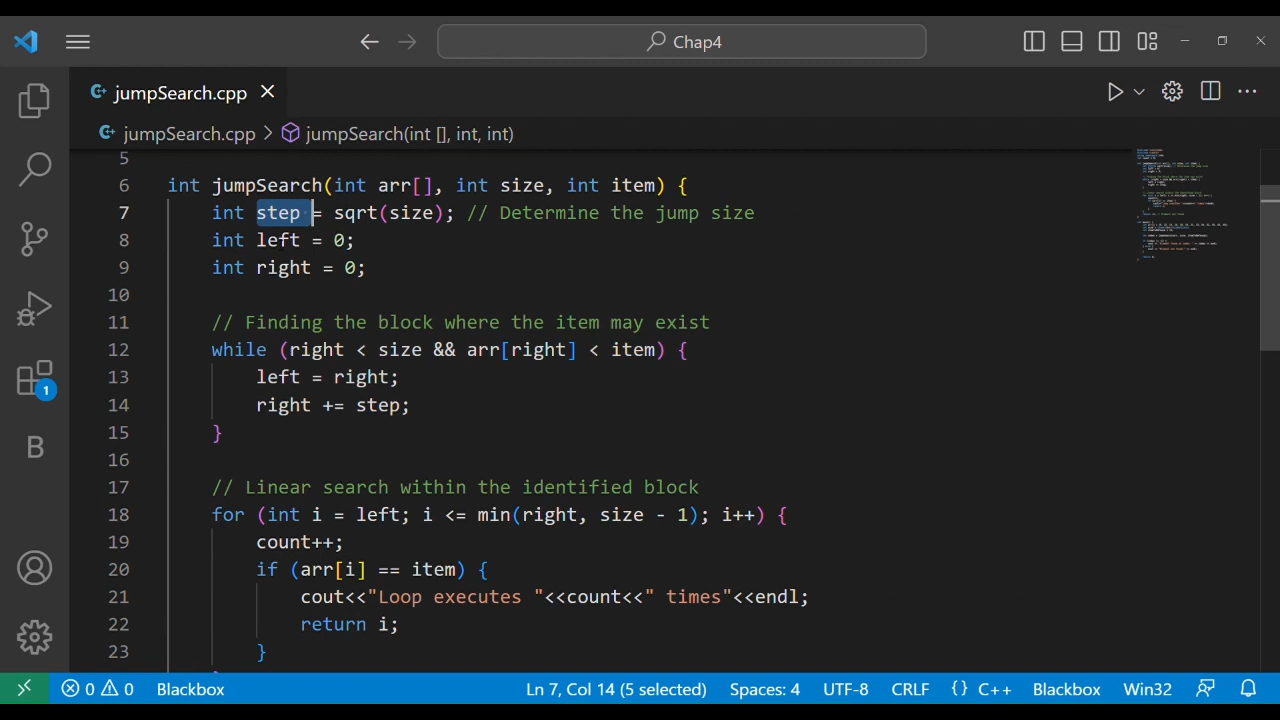 Chap4
jumpSearch.cpp
jumpSearch.cpp > jumpSearch(int [], int, int)
5
6 int jumpSearch(int arr[], int size, int item) {
7 int step = sqrt(size); // Determine the jump size
8 int left = 0;
9 int right = 0;
10
11 // Finding the block where the item may exist
12 while (right < size && arr[right] < item) {
13 left = right;
14 right += step;
15 }
16
17 // Linear search within the identified block
18 for (int i = left; i <= min(right, size - 1); i++) {
19 count++;
20 if (arr[i] == item) {
21 cout<<"Loop executes "<<count<<" times"<<endl;
22 return i;
23 }
1
B
0 0 Blackbox Ln 7, Col 14 (5 selected) Spaces: 4 UTF-8 CRLF {} C++ Blackbox Win32